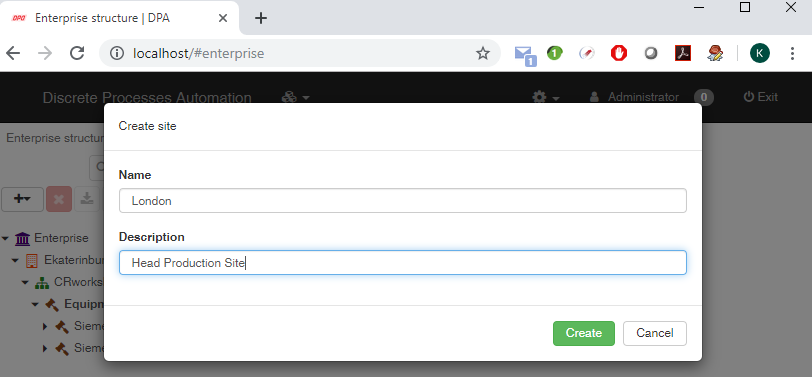 DPA Enterprise structure | DPA
localhost/#enterprise
1
1
K
Discrete Processes Automation
Administrator 0 Exit
Create site
Enterprise structur
Name
London
Description
Head Production Site
Enterprise
Ekaterinbur
CRworks
Equipm
Sieme
Sieme
Create Cancel